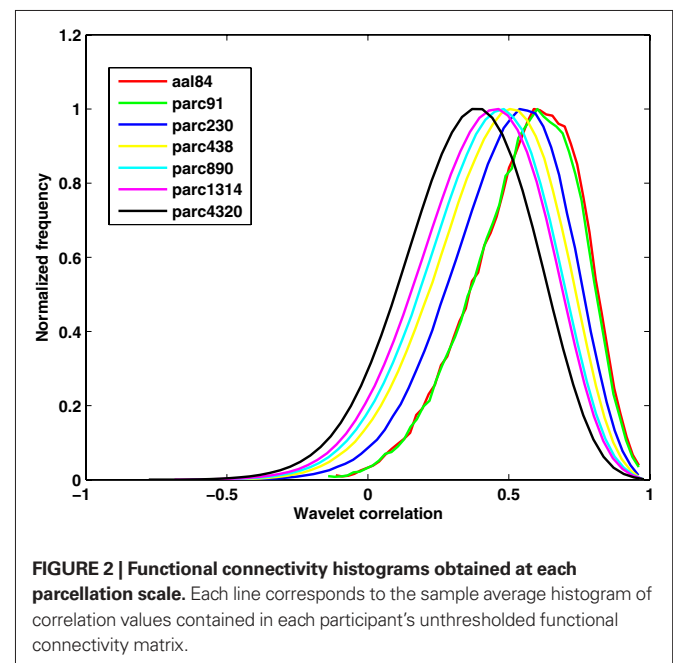 1.2
1
0.8
0.6
0.4
0.2
0
−1
−0.5
0
0.5
1
Normalized frequency
Wavelet correlation
aal84
parc91
parc230
parc438
parc890
parc1314
parc4320
FIGURE 2 | Functional connectivity histograms obtained at each
parcellation scale. Each line corresponds to the sample average histogram of
correlation values contained in each participant's unthresholded functional
connectivity matrix.